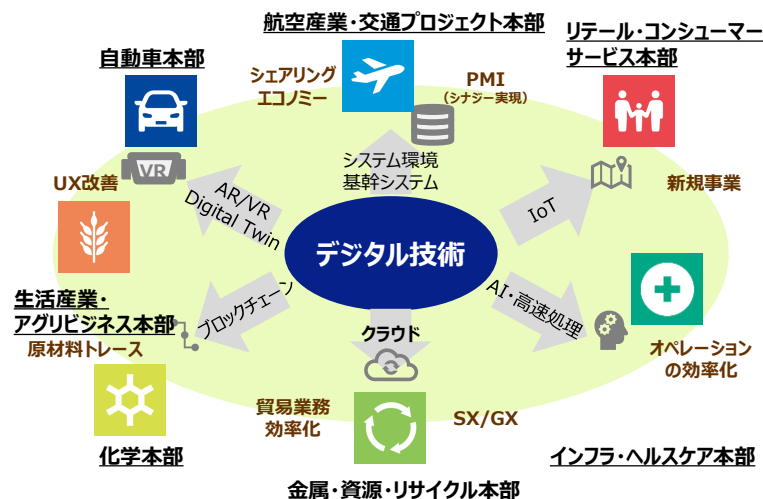 航空産業・交通プロジェクト本部
リテール・コンシューマー
サービス本部
自動車本部
シェアリング
エコノミー
PMI
(シナジー実現)
VR
システム環境
基幹システム
UX改善
AR/VR
Digital Twin
IoT
新規事業
デジタル技術
生活産業・
アグリビジネス本部
原材料トレース
ブロックチェーン
クラウド
AI・高速処理
オペレーション
の効率化
貿易業務
効率化
SX/GX
化学本部
インフラ・ヘルスケア本部
金属・資源・リサイクル本部